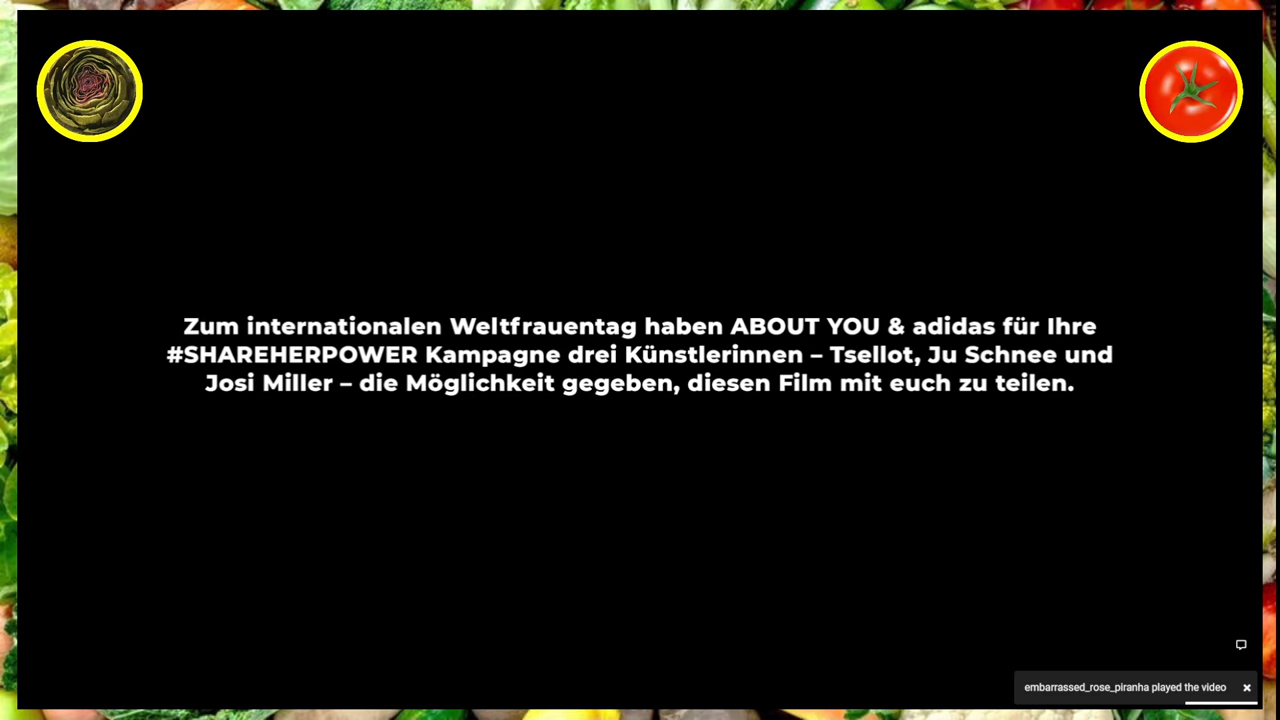 Zum internationalen Weltfrauentag haben ABOUT YOU & adidas für Ihre
#SHAREHERPOWER Kampagne drei Künstlerinnen – Tsellot, Ju Schnee und
Josi Miller – die Möglichkeit gegeben, diesen Film mit euch zu teilen.
embarrassed_rose_piranha played the video